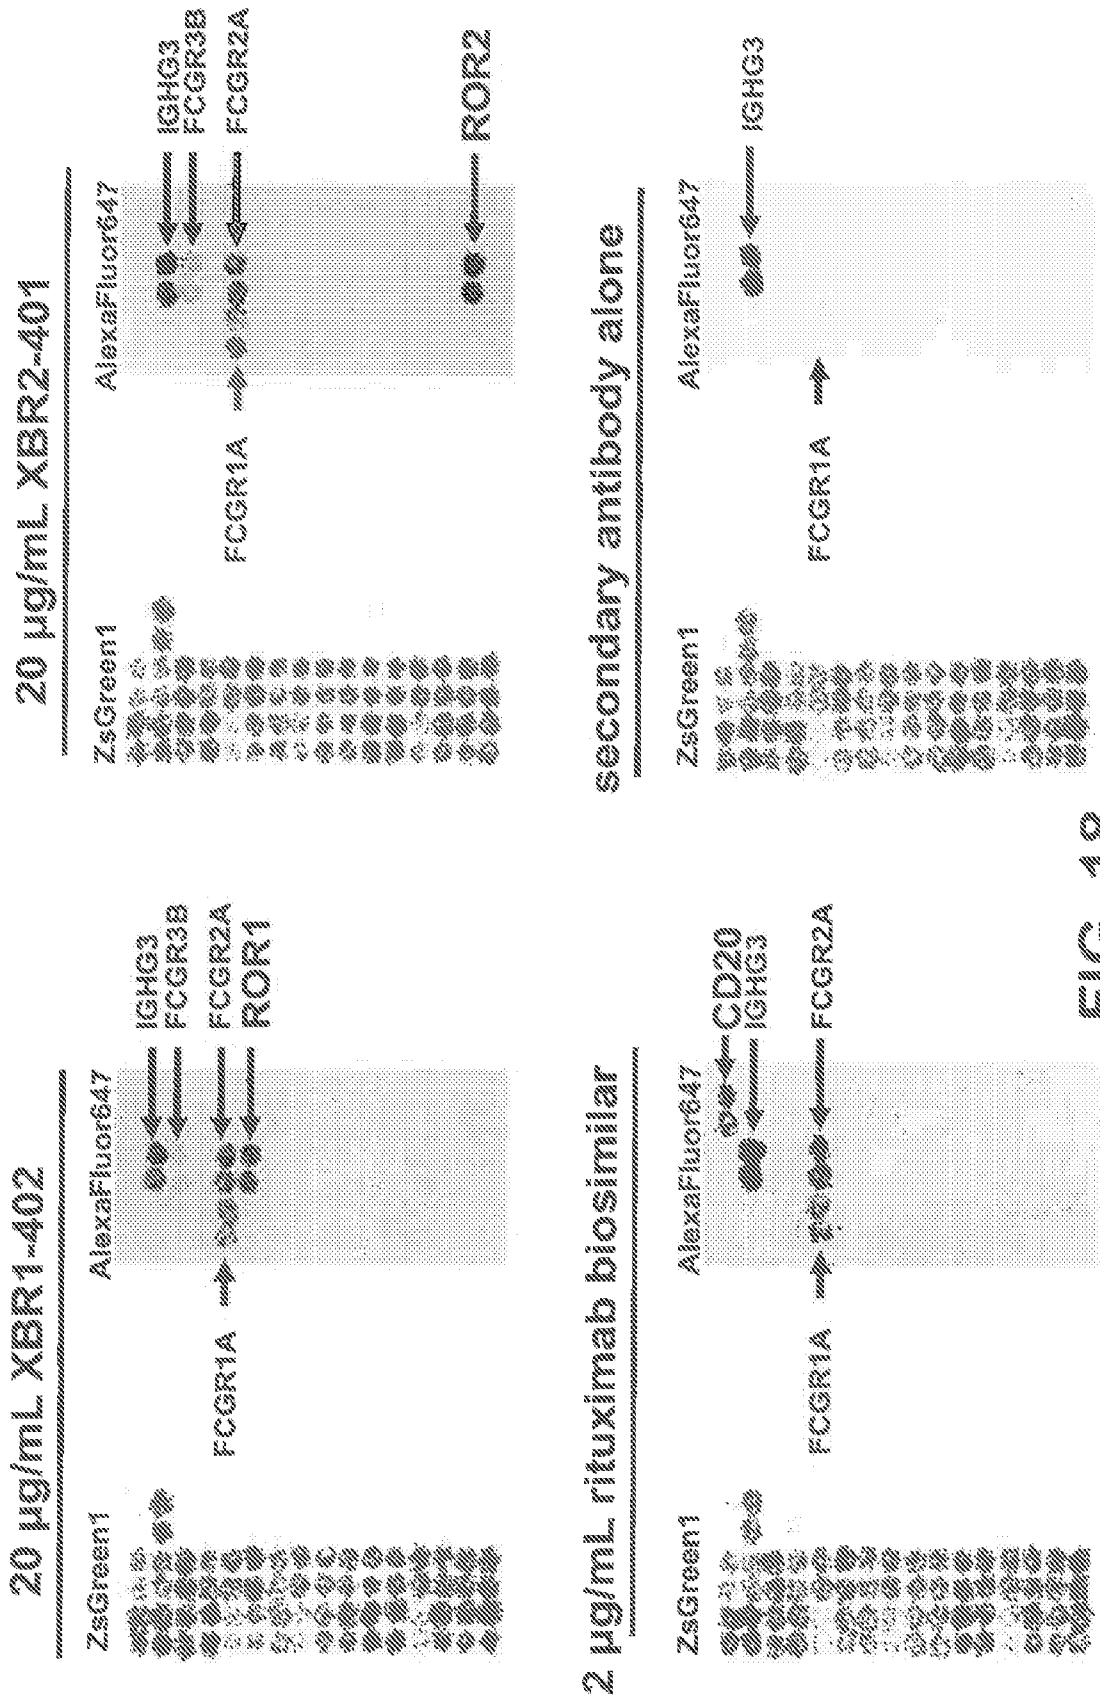 20 µg/mL XBR1-402
ZsGreen1
AlexaFluor647
FCGR1A
IGHG3
FCGR3B
FCGR2A
ROR1
20 µg/mL XBR2-401
ZsGreen1
AlexaFluor647
FCGR1A
IGHG3
FCGR3B
FCGR2A
ROR2
2 µg/mL rituximab biosimilar
ZsGreen1
AlexaFluor647
FCGR1A
CD20
IGHG3
FCGR2A
secondary antibody alone
ZsGreen1
AlexaFluor647
FCGR1A
IGHG3
FIG.